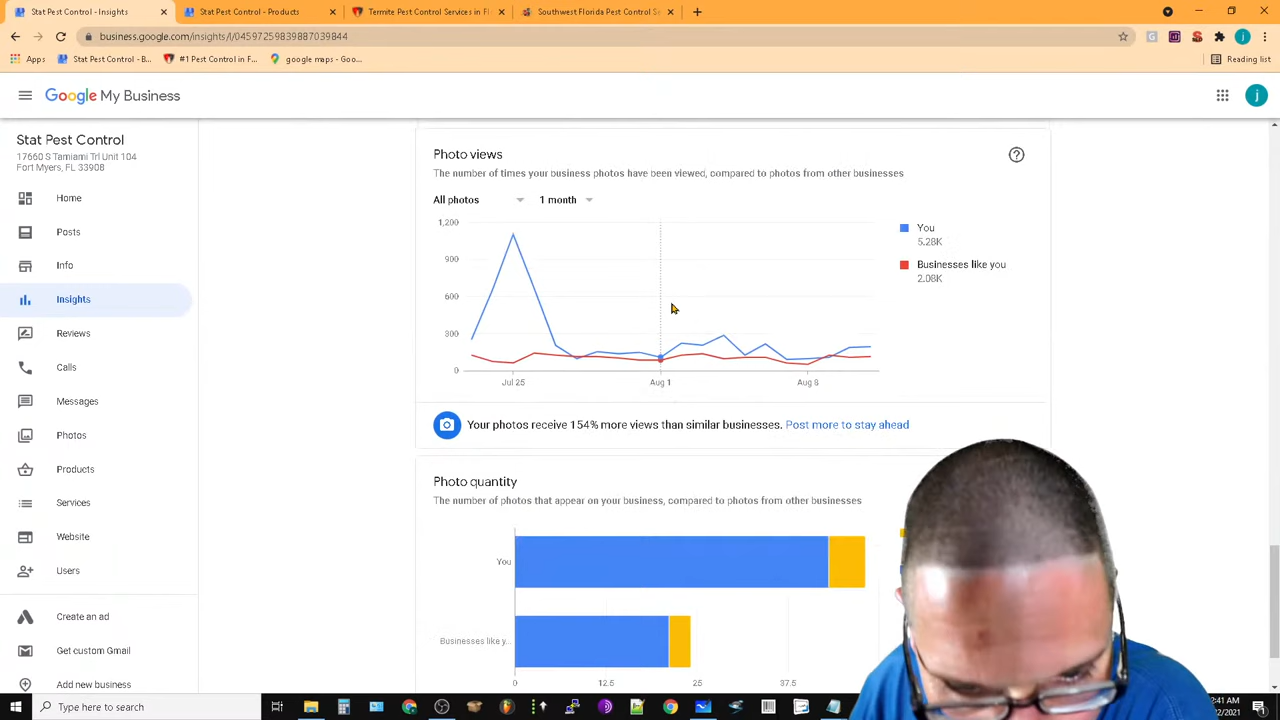 Stat Pest Control - Insights
Stat Pest Control - Products
Termite Pest Control Services in Fl
Southwest Florida Pest Control Se
business.google.com/insights/l/04597259839887039844
Apps
Stat Pest Control - B...
#1 Pest Control in F...
google maps - Goo...
Reading list
Google My Business
j
j
Stat Pest Control
17660 S Tamiami Trl Unit 104
Fort Myers, FL 33908
Home
Posts
Info
Insights
Reviews
Calls
Messages
Photos
Products
Services
Website
Users
Create an ad
Get custom Gmail
Add new business
Photo views
The number of times your business photos have been viewed, compared to photos from other businesses
All photos
1 month
1,200
900
600
300
0
Jul 25
Aug 1
Aug 8
You
5.28K
Businesses like you
2.08K
Your photos receive 154% more views than similar businesses. Post more to stay ahead
Photo quantity
The number of photos that appear on your business, compared to photos from other businesses
You
Businesses like y...
0
12.5
25
37.5
Type here to search
:41 AM
2/2021